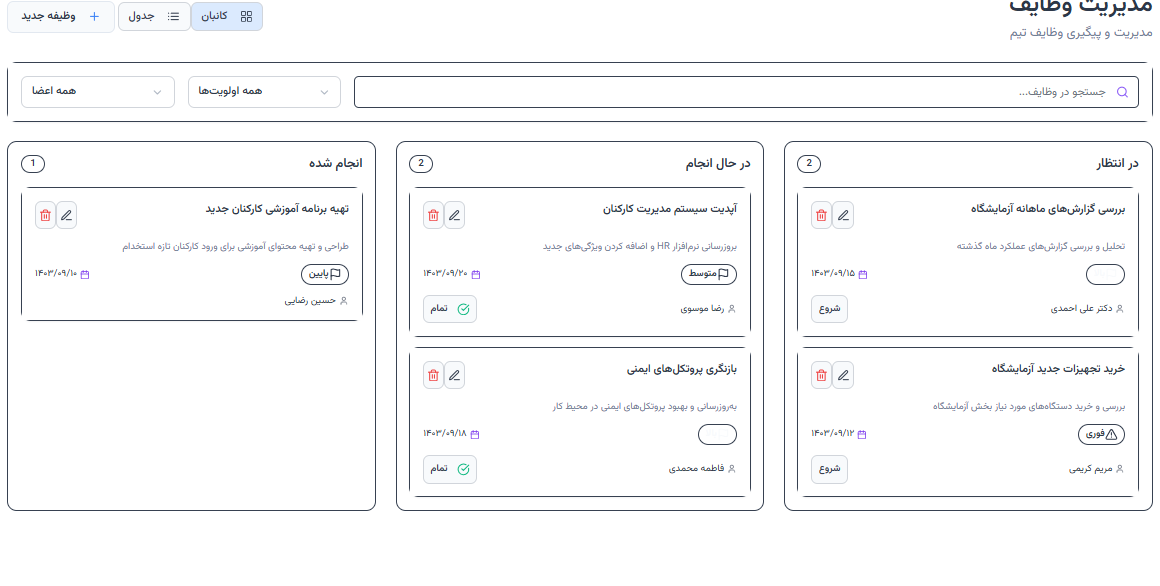 مدیریت وظایف
مدیریت و پیگیری وظایف تیم
کانبان
جدول
وظیفه جدید
جستجو در وظایف...
همه اولویت‌ها
همه اعضا
در انتظار
2
بررسی گزارش‌های ماهانه آزمایشگاه
تحلیل و بررسی گزارش‌های عملکرد ماه گذشته
۱۴۰۳/۰۹/۱۵
دکتر علی احمدی
شروع
خرید تجهیزات جدید آزمایشگاه
بررسی و خرید دستگاه‌های مورد نیاز بخش آزمایشگاه
فوری
۱۴۰۳/۰۹/۱۲
مریم کریمی
شروع
در حال انجام
2
آپدیت سیستم مدیریت کارکنان
بروزرسانی نرم‌افزار HR و اضافه کردن ویژگی‌های جدید
متوسط
۱۴۰۳/۰۹/۲۰
رضا موسوی
تمام
بازنگری پروتکل‌های ایمنی
به‌روزرسانی و بهبود پروتکل‌های ایمنی در محیط کار
۱۴۰۳/۰۹/۱۸
فاطمه محمدی
تمام
انجام شده
1
تهیه برنامه آموزشی کارکنان جدید
طراحی و تهیه محتوای آموزشی برای ورود کارکنان تازه استخدام
پایین
۱۴۰۳/۰۹/۱۰
حسین رضایی